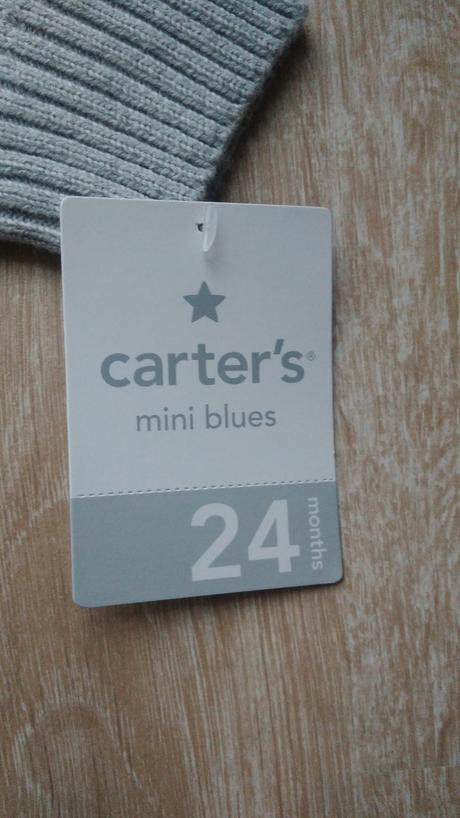 carter's®
mini blues
24 months